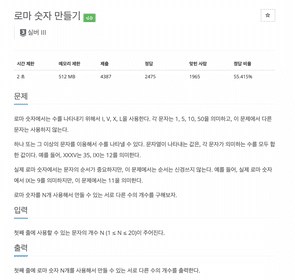 로마 숫자 만들기 성공
3 실버 III
시간 제한 메모리 제한 제출 정답 맞힌 사람 정답 비율
2 초 512 MB 4387 2475 1965 55.415%
문제
로마 숫자에서는 수를 나타내기 위해서 I, V, X, L을 사용한다. 각 문자는 1, 5, 10, 50을 의미하고, 이 문제에서 다른
문자는 사용하지 않는다.
하나 또는 그 이상의 문자를 이용해서 수를 나타낼 수 있다. 문자열이 나타내는 값은, 각 문자가 의미하는 수를 모두 합
한 값이다. 예를 들어, XXXV는 35, IXI는 12를 의미한다.
실제 로마 숫자에서는 문자의 순서가 중요하지만, 이 문제에서는 순서는 신경쓰지 않는다. 예를 들어, 실제 로마 숫자에
서 IX는 9를 의미하지만, 이 문제에서는 11을 의미한다.
로마 숫자를 N개 사용해서 만들 수 있는 서로 다른 수의 개수를 구해보자.
입력
첫째 줄에 사용할 수 있는 문자의 개수 N (1 ≤ N ≤ 20)이 주어진다.
출력
첫째 줄에 로마 숫자 N개를 사용해서 만들 수 있는 서로 다른 수의 개수를 출력한다.